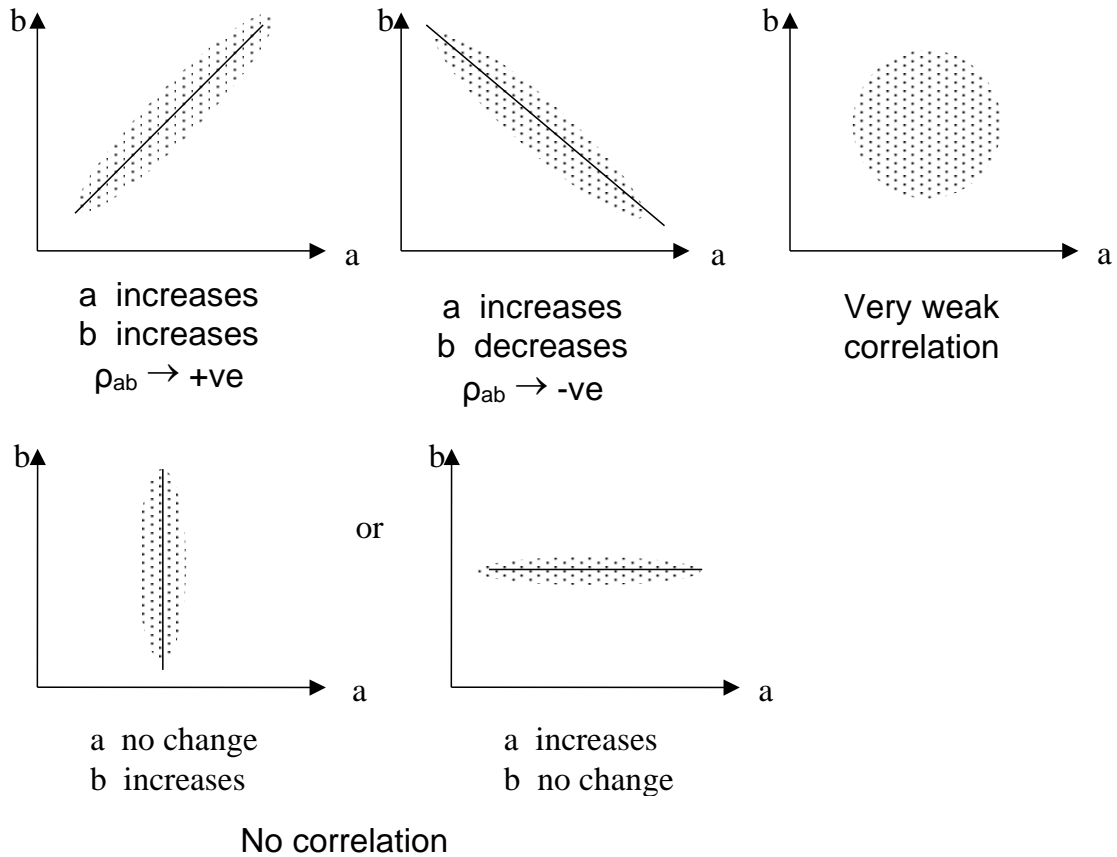 b
a
a increases
b increases
ρab → +ve
b
a
a increases
b decreases
ρab → -ve
b
a
Very weak
correlation
b
a
a no change
b increases
or
b
a
a increases
b no change
No correlation